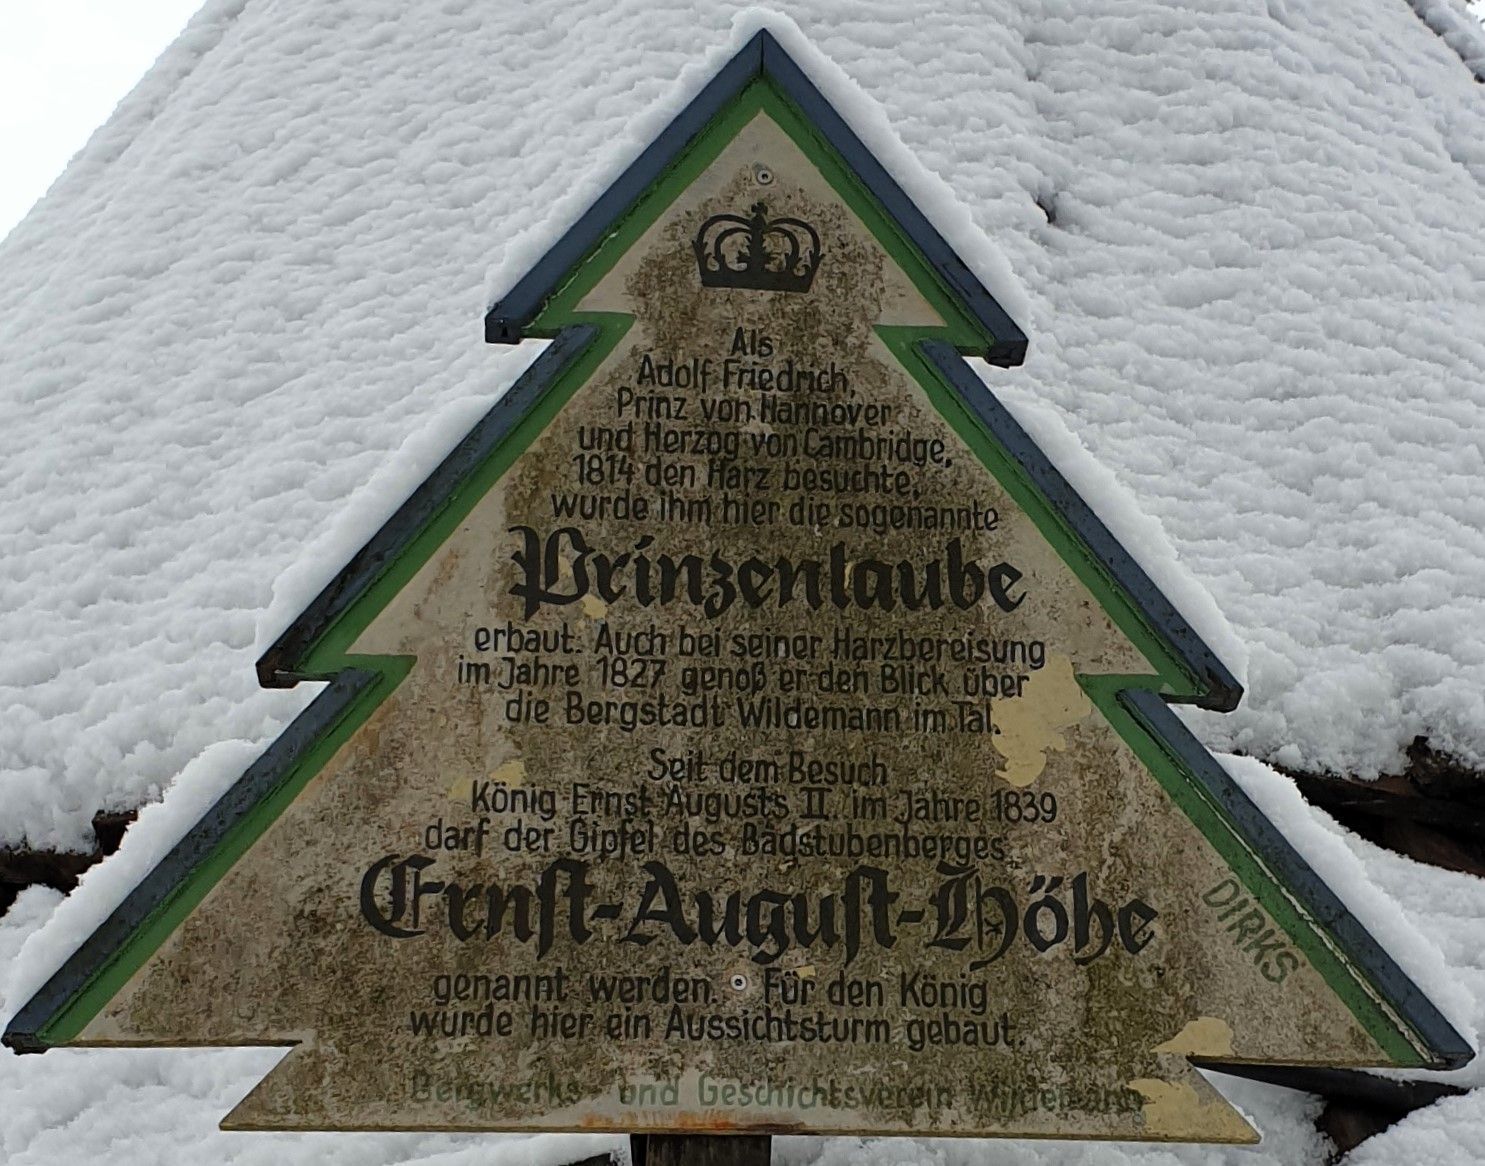 Als
Adolf Friedrich,
Prinz von Hannover
und Herzog von Cambridge,
1814 den Harz besuchte,
wurde ihm hier die sogenannte
Prinzenlaube
erbaut. Auch bei seiner Harzbereisung
im Jahre 1827 genoß er den Blick über
die Bergstadt Wildemann im Tal.
Seit dem Besuch
König Ernst Augusts II. im Jahre 1839
darf der Gipfel des Badstubenberges
Ernst-August-Höhe
genannt werden. Für den König
wurde hier ein Aussichtsturm gebaut.
DIRKS
Bergwerks- und Geschichtsverein Wildemann